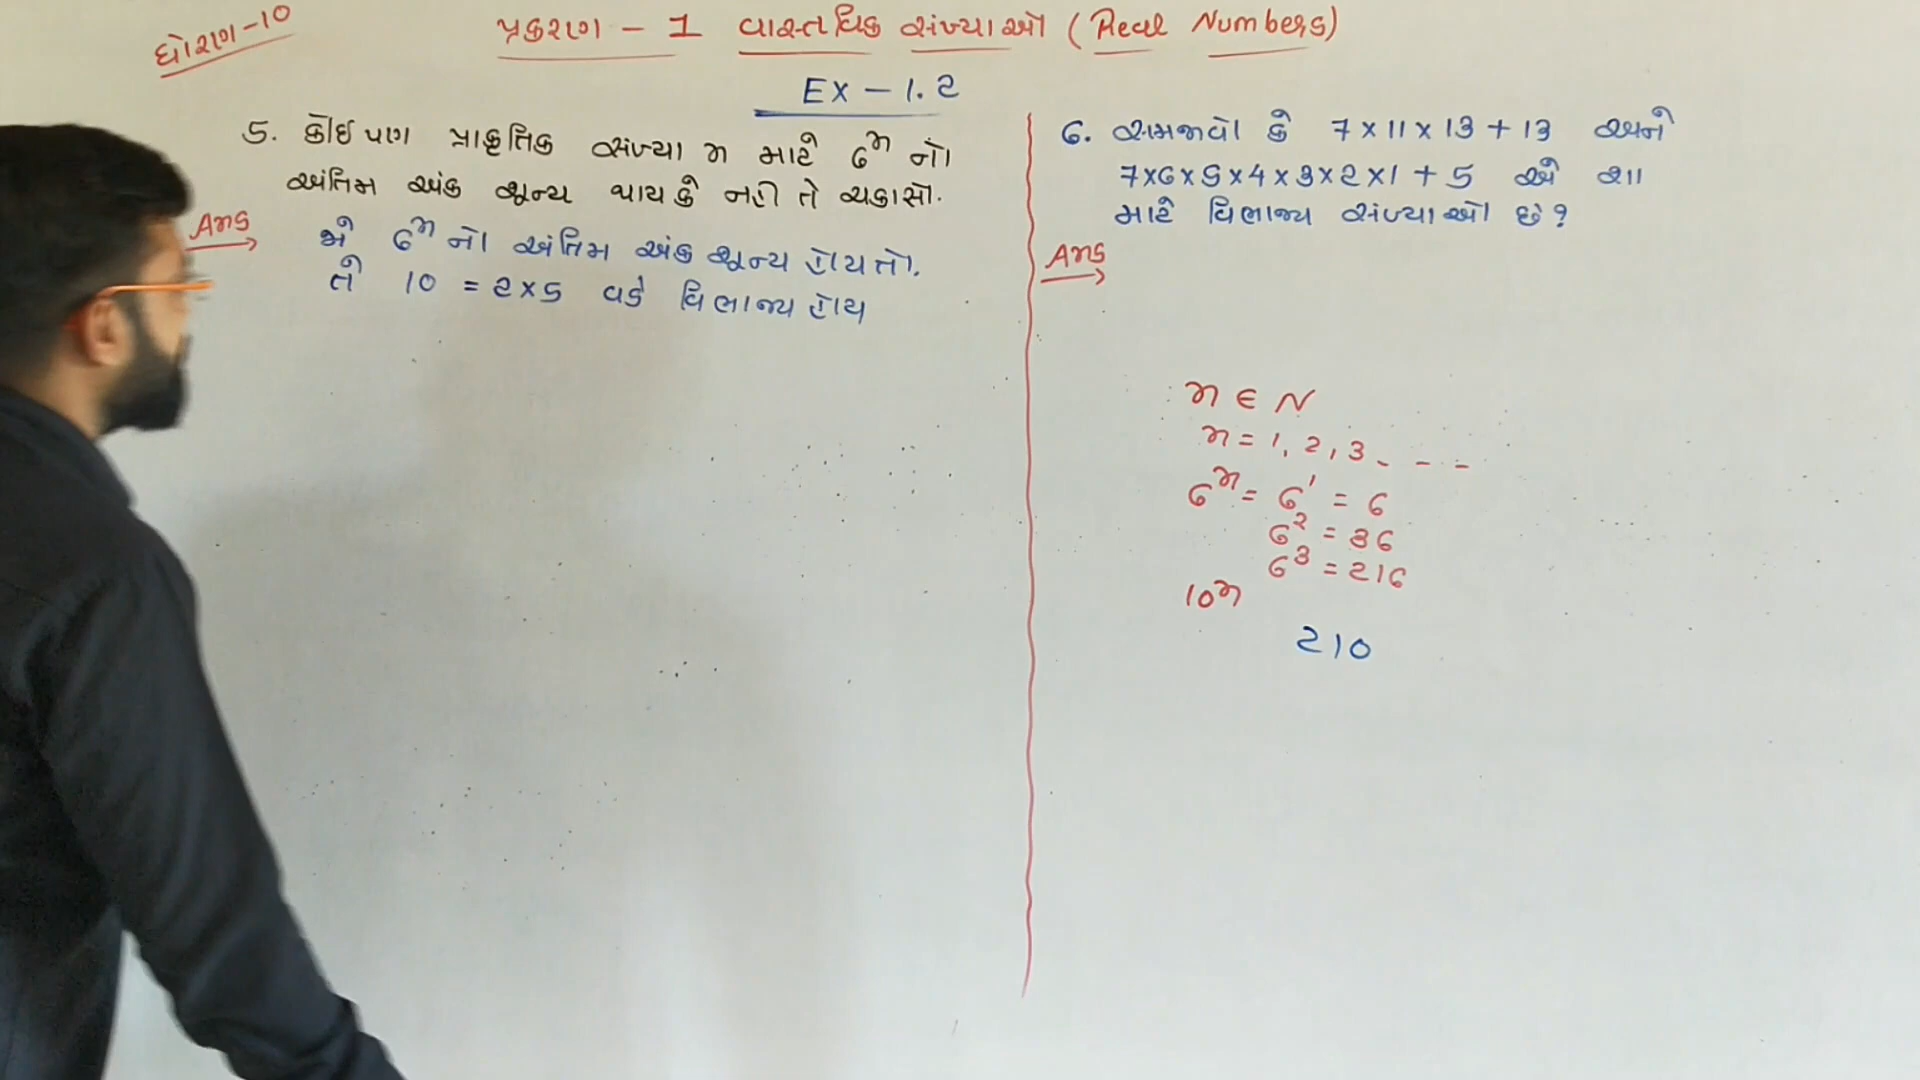 ધોરણ-10
પ્રકરણ - 1 વાસ્તવિક સંખ્યાઓ ( Real Numbers)
EX - 1.2
5. કોઈ પણ પ્રાકૃતિક સંખ્યા n માટે 6ⁿ નો
અંતિમ અંક શૂન્ય થાય કે નહી તે ચકાસો.
Ans
જો 6ⁿ નો અંતિમ અંક શૂન્ય હોય તો.
તો 10 = 2×5 વડે વિભાજ્ય હોય
6. સમજાવો કે 7×11×13+13 અને
7×6×5×4×3×2×1+5 એ શા
માટે વિભાજ્ય સંખ્યાઓ છે?
Ans
n ∈ N
n = 1, 2, 3 - - -
6ⁿ = 6¹ = 6
6² = 36
6³ = 216
10ⁿ
210